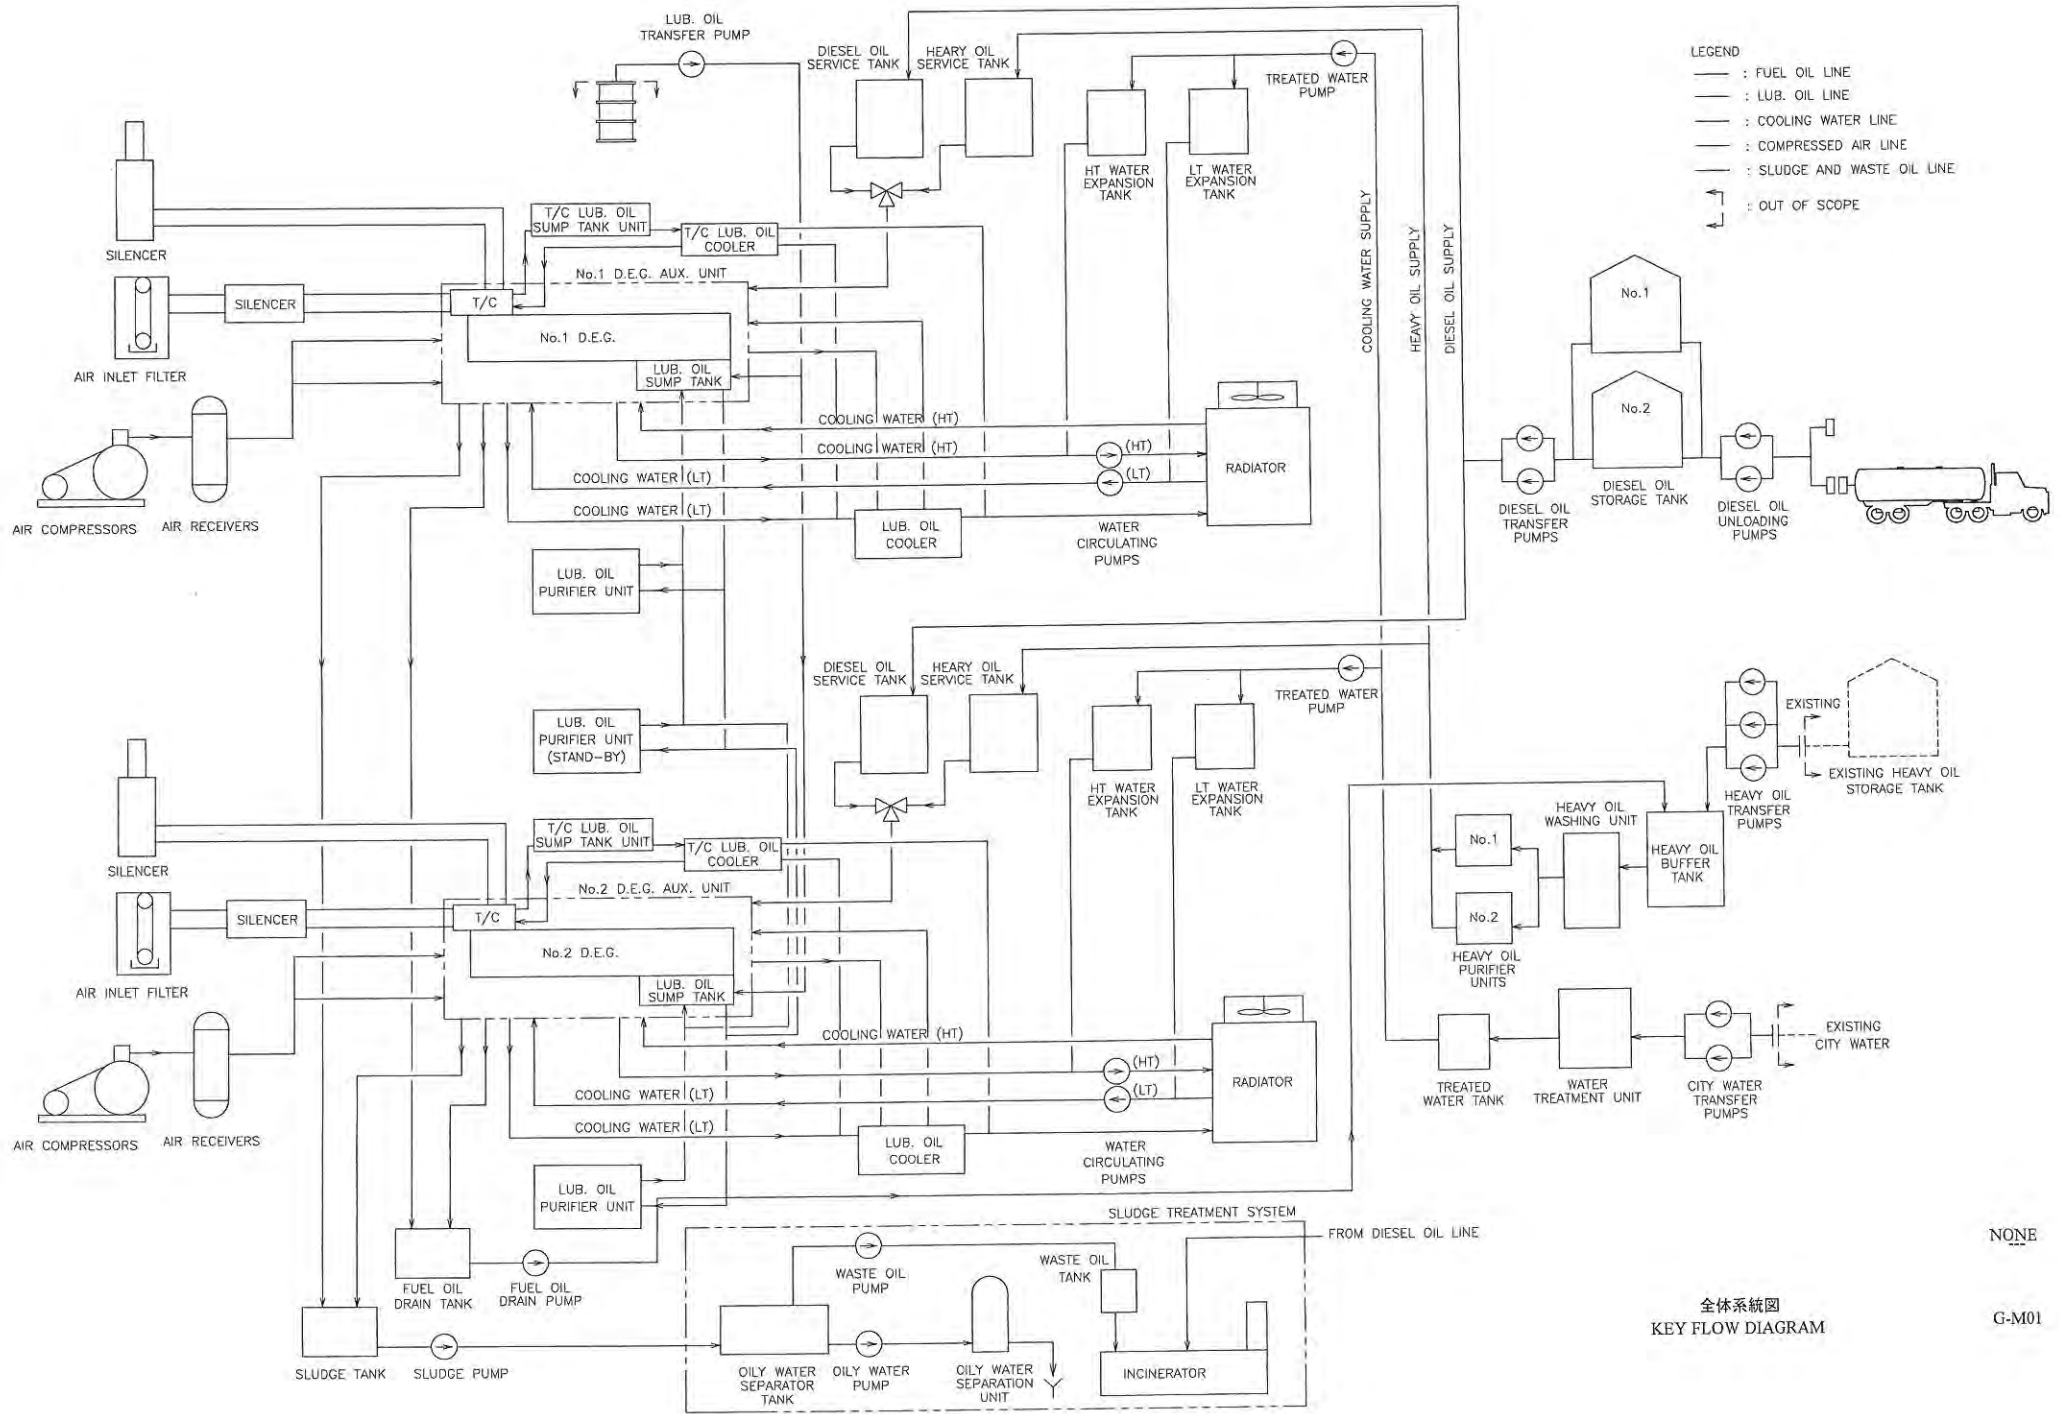 LUB. OIL
TRANSFER PUMP
DIESEL OIL
SERVICE TANK
HEARY OIL
SERVICE TANK
TREATED WATER
PUMP
HT WATER
EXPANSION
TANK
LT WATER
EXPANSION
TANK
LEGEND
: FUEL OIL LINE
: LUB. OIL LINE
: COOLING WATER LINE
: COMPRESSED AIR LINE
: SLUDGE AND WASTE OIL LINE
: OUT OF SCOPE
SILENCER
T/C LUB. OIL
SUMP TANK UNIT
T/C LUB. OIL
COOLER
No.1 D.E.G. AUX. UNIT
T/C
SILENCER
No.1 D.E.G.
LUB. OIL
SUMP TANK
AIR INLET FILTER
AIR COMPRESSORS
AIR RECEIVERS
COOLING WATER (HT)
COOLING WATER (HT)
COOLING WATER (LT)
COOLING WATER (LT)
(HT)
(LT)
RADIATOR
LUB. OIL
COOLER
WATER
CIRCULATING
PUMPS
LUB. OIL
PURIFIER UNIT
COOLING WATER SUPPLY
HEAVY OIL SUPPLY
DIESEL OIL SUPPLY
No.1
No.2
DIESEL OIL
TRANSFER
PUMPS
DIESEL OIL
STORAGE TANK
DIESEL OIL
UNLOADING
PUMPS
DIESEL OIL
SERVICE TANK
HEARY OIL
SERVICE TANK
TREATED WATER
PUMP
HT WATER
EXPANSION
TANK
LT WATER
EXPANSION
TANK
LUB. OIL
PURIFIER UNIT
(STAND-BY)
EXISTING
EXISTING HEAVY OIL
STORAGE TANK
HEAVY OIL
TRANSFER
PUMPS
HEAVY OIL
WASHING UNIT
HEAVY OIL
BUFFER
TANK
No.1
No.2
HEAVY OIL
PURIFIER
UNITS
SILENCER
T/C LUB. OIL
SUMP TANK UNIT
T/C LUB. OIL
COOLER
No.2 D.E.G. AUX. UNIT
T/C
SILENCER
No.2 D.E.G.
LUB. OIL
SUMP TANK
AIR INLET FILTER
AIR COMPRESSORS
AIR RECEIVERS
COOLING WATER (HT)
COOLING WATER (LT)
COOLING WATER (LT)
(HT)
(LT)
RADIATOR
LUB. OIL
COOLER
WATER
CIRCULATING
PUMPS
EXISTING
CITY WATER
TREATED
WATER TANK
WATER
TREATMENT UNIT
CITY WATER
TRANSFER
PUMPS
LUB. OIL
PURIFIER UNIT
SLUDGE TREATMENT SYSTEM
FROM DIESEL OIL LINE
FUEL OIL
DRAIN TANK
FUEL OIL
DRAIN PUMP
WASTE OIL
PUMP
WASTE OIL
TANK
SLUDGE TANK
SLUDGE PUMP
OILY WATER
SEPARATOR
TANK
OILY WATER
PUMP
OILY WATER
SEPARATION
UNIT
INCINERATOR
NONE
全体系統図
KEY FLOW DIAGRAM
G-M01